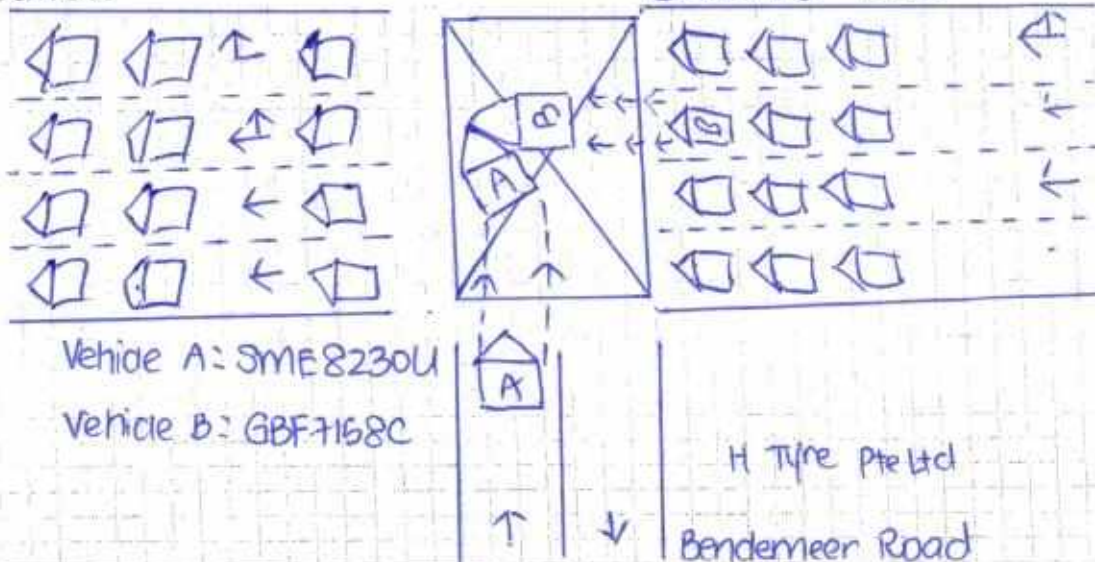 B
B
A
A
Vehicle A: SME8230U
Vehicle B: GBF7158C
H Tyre Pte Ltd
Bendemeer Road